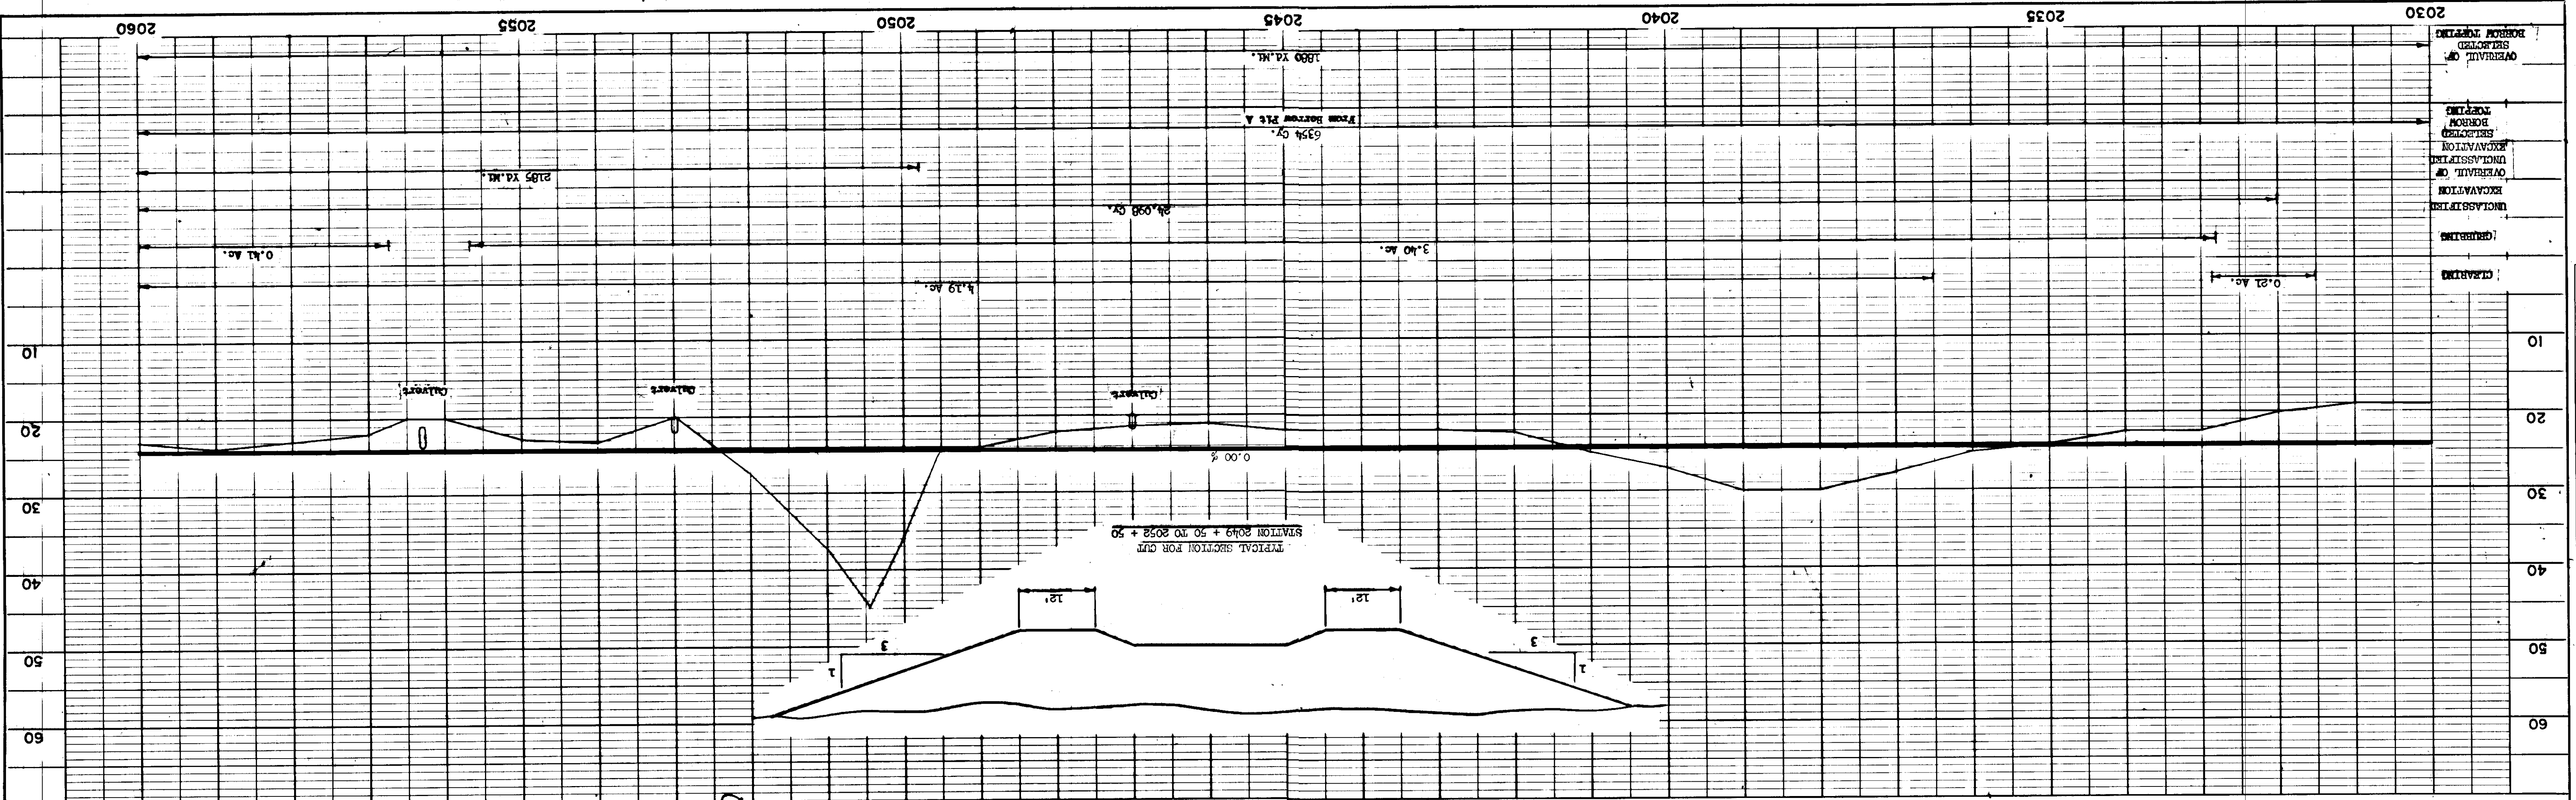 60
60
1
1
3
3
50
50
12'
12'
40
40
TYPICAL SECTION FOR CUT
STATION 2049 + 50 TO 2052 + 50
30
30
0.00 %
20
20
Culvert
Culvert
Culvert
10
10
CLEARING
0.21 Ac.
4.19 Ac.
GRUBBING
3.40 Ac.
0.41 Ac.
UNCLASSIFIED
EXCAVATION
24,098 Cy.
OVERHAUL OF
UNCLASSIFIED
EXCAVATION
2185 Yd.Mi.
SELECTED
BORROW
TOPPING
6354 Cy.
From Borrow Pit A
OVERHAUL OF
SELECTED
BORROW TOPPING
1880 Yd.Mi.
2030
2035
2040
2045
2050
2055
2060